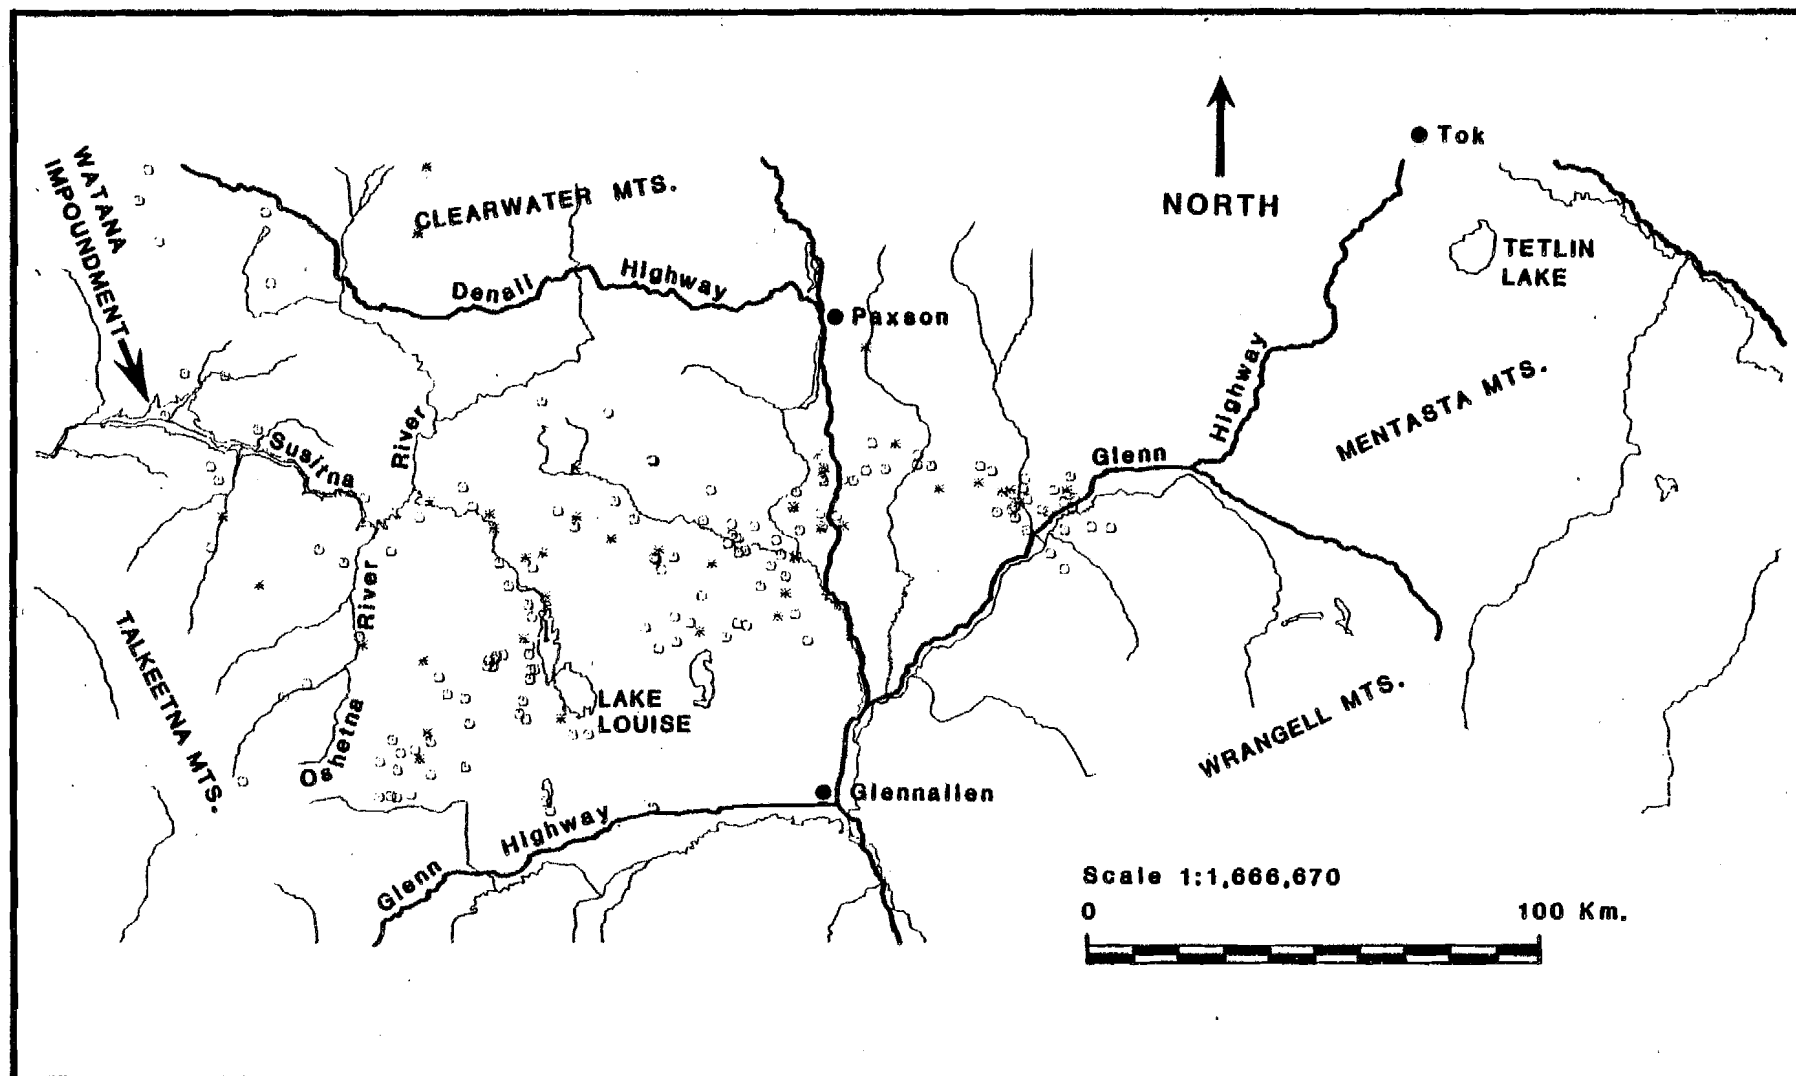 Tok
WATANA
IMPOUNDMENT
CLEARWATER MTS.
NORTH
TETLIN
LAKE
Denali Highway
Paxson
Highway
MENTASTA MTS.
River
Susitna
Glenn
River
TALKEETNA MTS.
LAKE
LOUISE
Oshetna
WRANGELL MTS.
Glennallen
Glenn Highway
Scale 1:1,666,670
0 100 Km.